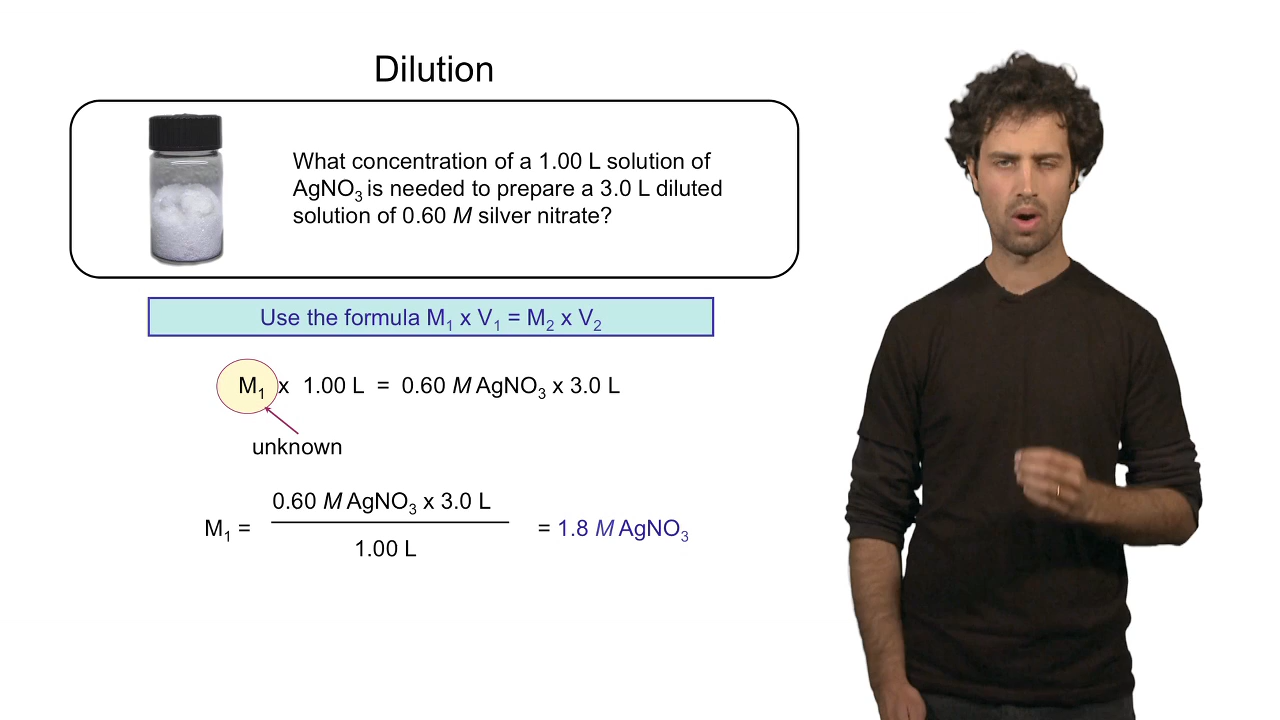 Dilution
What concentration of a 1.00 L solution of
AgNO₃ is needed to prepare a 3.0 L diluted
solution of 0.60 M silver nitrate?
Use the formula M₁ x V₁ = M₂ x V₂
M₁ x 1.00 L = 0.60 M AgNO₃ x 3.0 L
unknown
0.60 M AgNO₃ x 3.0 L
M₁ = = 1.8 M AgNO₃
1.00 L